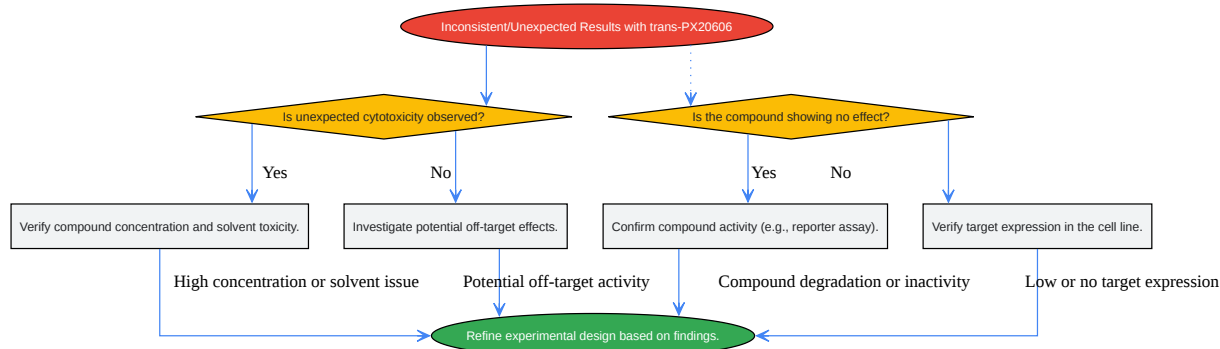 Inconsistent/Unexpected Results with trans-PX20606
Is unexpected cytotoxicity observed?
Is the compound showing no effect?
Yes
No
Yes
No
Verify compound concentration and solvent toxicity.
Investigate potential off-target effects.
Confirm compound activity (e.g., reporter assay).
Verify target expression in the cell line.
High concentration or solvent issue
Potential off-target activity
Compound degradation or inactivity
Low or no target expression
Refine experimental design based on findings.